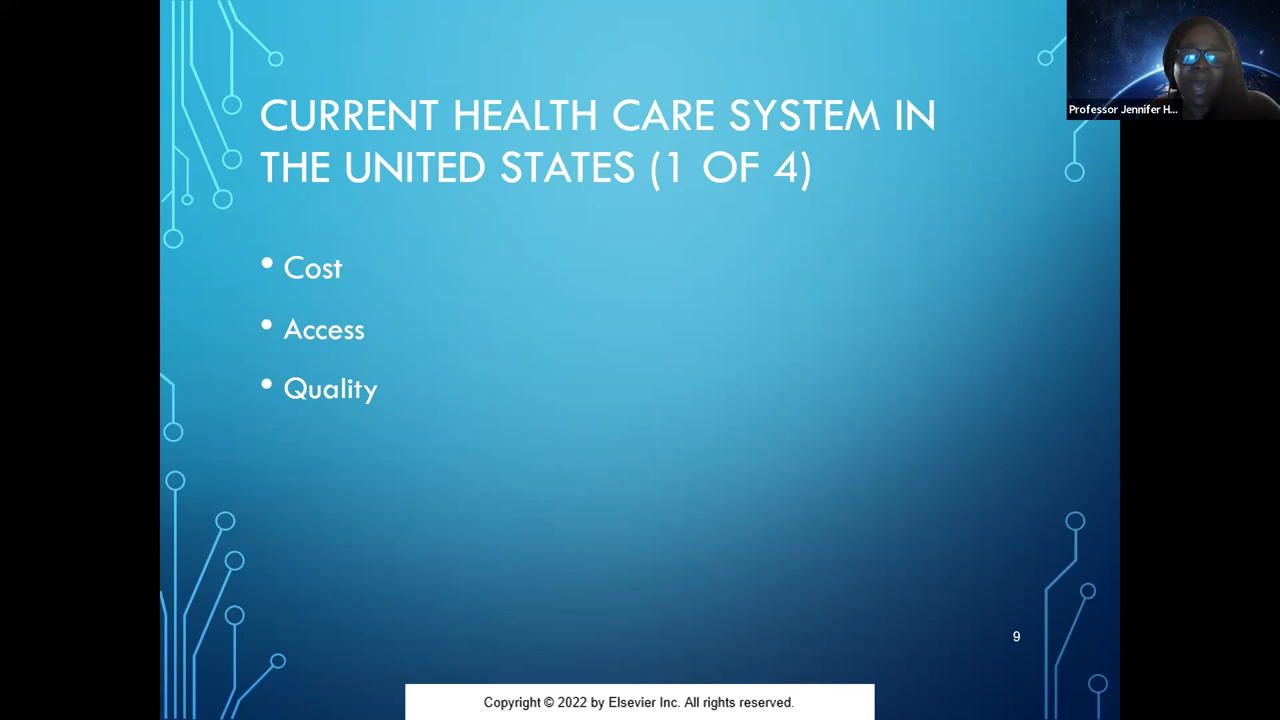 CURRENT HEALTH CARE SYSTEM IN
THE UNITED STATES (1 OF 4)
• Cost
• Access
• Quality
Professor Jennifer H...
9
Copyright © 2022 by Elsevier Inc. All rights reserved.